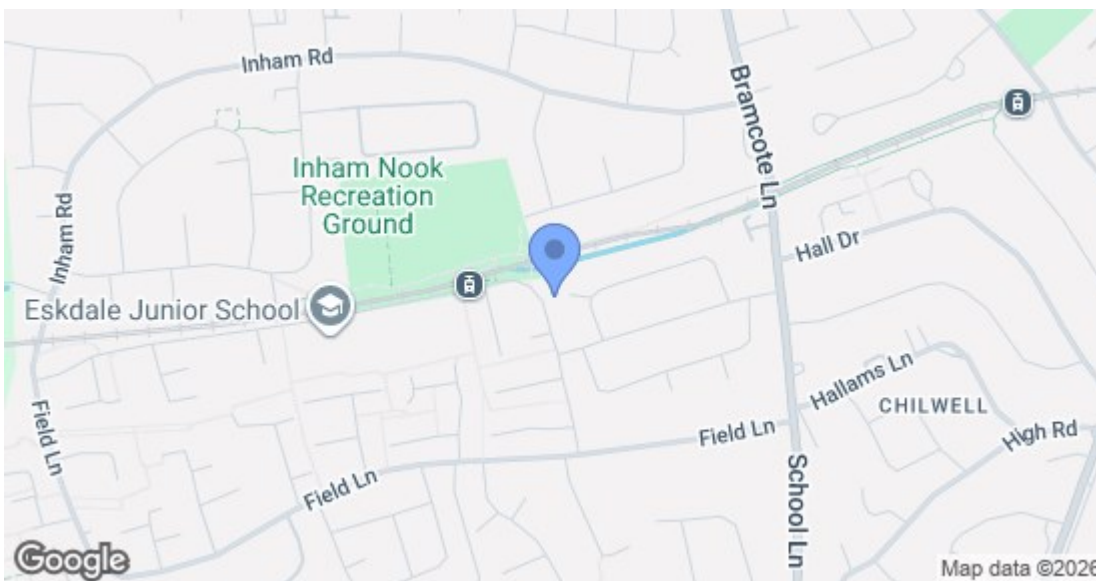 Inham Rd
Bramcote Ln
Inham Nook
Recreation
Ground
Inham Rd
Hall Dr
Eskdale Junior School
Hallams Ln
CHILWELL
Field Ln
Field Ln
High Rd
Field Ln
School Ln
Google
Map data ©2026